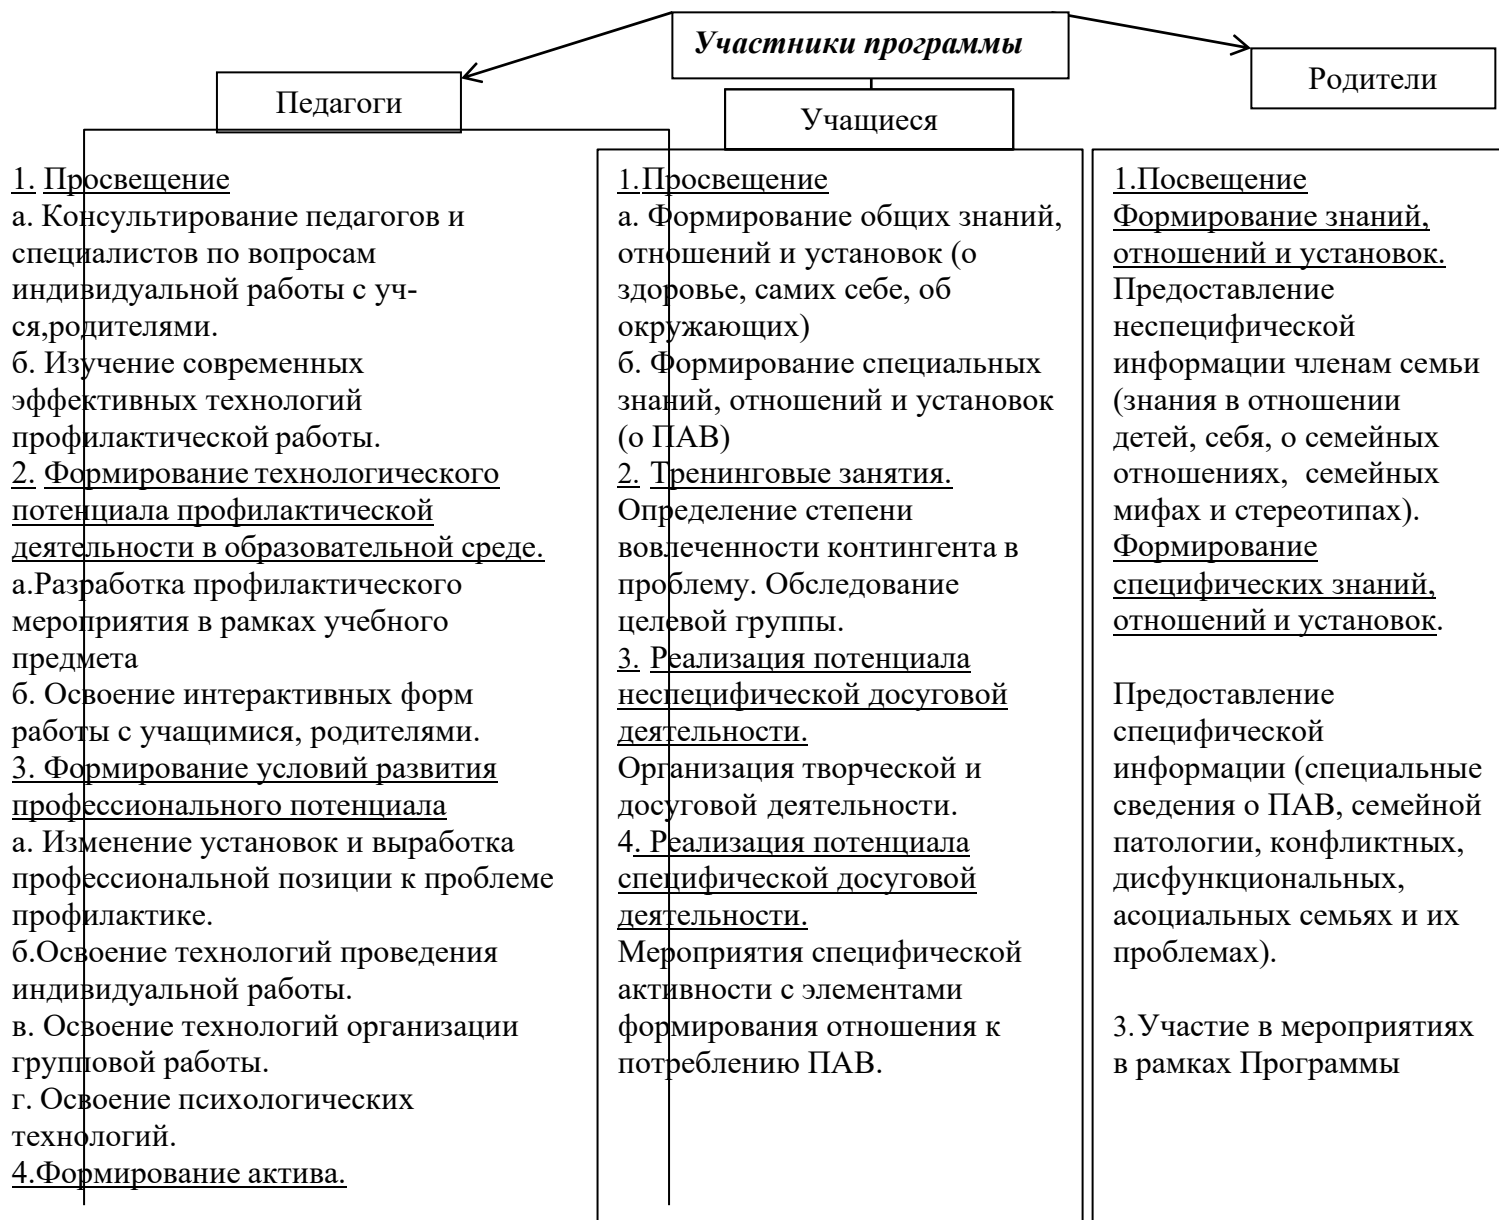 Участники программы
Педагоги
Учащиеся
Родители
1. Просвещение
а. Консультирование педагогов и
специалистов по вопросам
индивидуальной работы с уч-
ся,родителями.
б. Изучение современных
эффективных технологий
профилактической работы.
2. Формирование технологического
потенциала профилактической
деятельности в образовательной среде.
а.Разработка профилактического
мероприятия в рамках учебного
предмета
б. Освоение интерактивных форм
работы с учащимися, родителями.
3. Формирование условий развития
профессионального потенциала
а. Изменение установок и выработка
профессиональной позиции к проблеме
профилактике.
б.Освоение технологий проведения
индивидуальной работы.
в. Освоение технологий организации
групповой работы.
г. Освоение психологических
технологий.
4.Формирование актива.
1.Просвещение
а. Формирование общих знаний,
отношений и установок (о
здоровье, самих себе, об
окружающих)
б. Формирование специальных
знаний, отношений и установок
(о ПАВ)
2. Тренинговые занятия.
Определение степени
вовлеченности контингента в
проблему. Обследование
целевой группы.
3. Реализация потенциала
неспецифической досуговой
деятельности.
Организация творческой и
досуговой деятельности.
4. Реализация потенциала
специфической досуговой
деятельности.
Мероприятия специфической
активности с элементами
формирования отношения к
потреблению ПАВ.
1.Посвещение
Формирование знаний,
отношений и установок.
Предоставление
неспецифической
информации членам семьи
(знания в отношении
детей, себя, о семейных
отношениях, семейных
мифах и стереотипах).
Формирование
специфических знаний,
отношений и установок.
Предоставление
специфической
информации (специальные
сведения о ПАВ, семейной
патологии, конфликтных,
дисфункциональных,
асоциальных семьях и их
проблемах).
3.Участие в мероприятиях
в рамках Программы